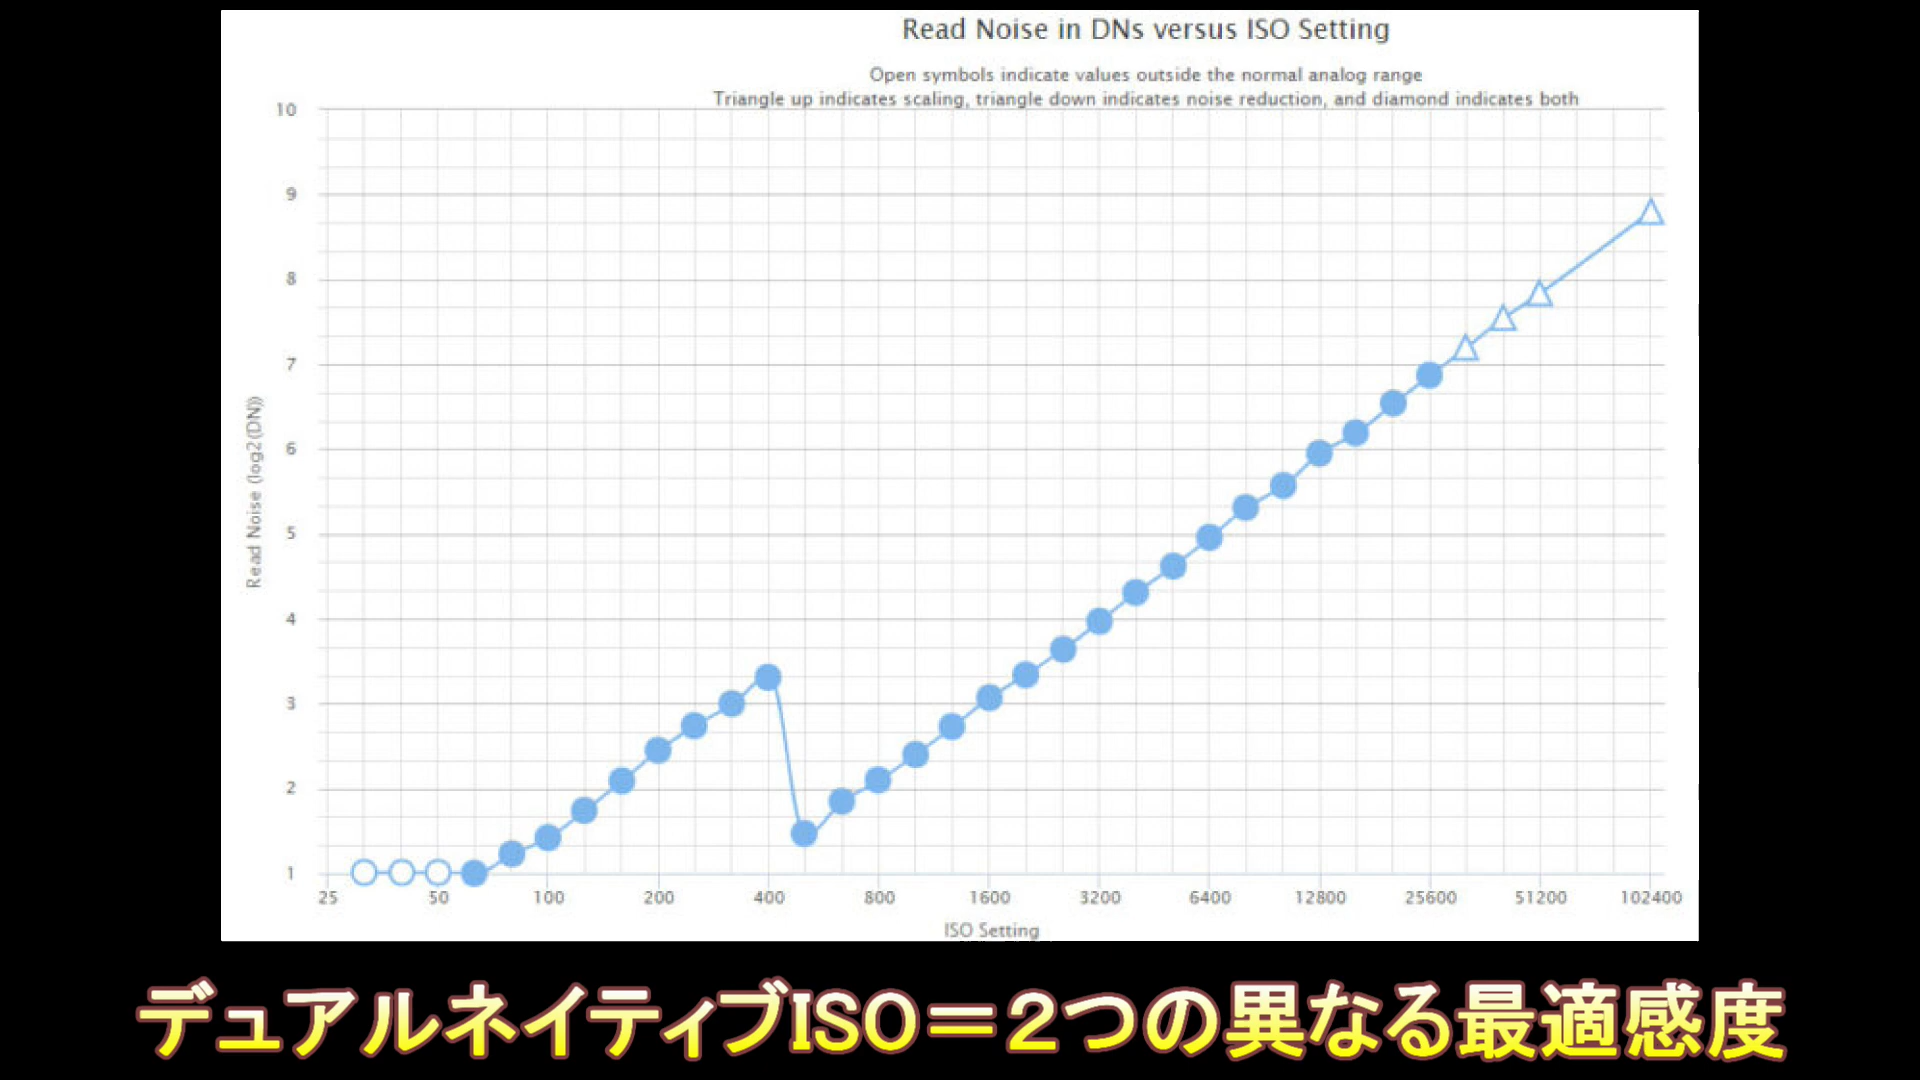 Read Noise in DNs versus ISO Setting
Open symbols indicate values outside the normal analog range
Triangle up indicates scaling, triangle down indicates noise reduction, and diamond indicates both
10
9
8
7
6
5
4
3
2
1
Read Noise (log2(DN))
25 50 100 200 400 800 1600 3200 6400 12800 25600 51200 102400
ISO Setting
デュアルネイティブISO＝２つの異なる最適感度